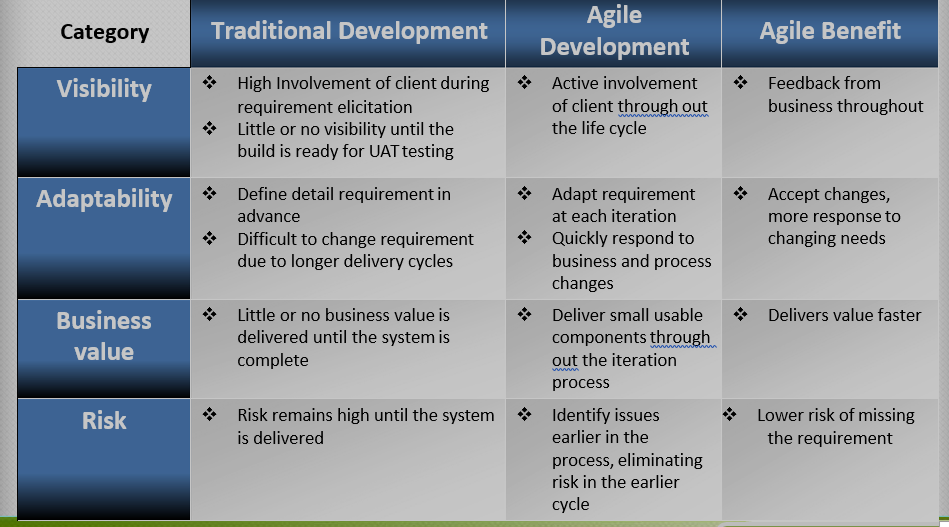 Category
Traditional Development
Agile
Development
Agile Benefit
Visibility
❖ High Involvement of client during
requirement elicitation
❖ Little or no visibility until the
build is ready for UAT testing
❖ Active involvement
of client through out
the life cycle
❖ Feedback from
business throughout
Adaptability
❖ Define detail requirement in
advance
❖ Difficult to change requirement
due to longer delivery cycles
❖ Adapt requirement
at each iteration
❖ Quickly respond to
business and process
changes
❖ Accept changes,
more response to
changing needs
Business
value
❖ Little or no business value is
delivered until the system is
complete
❖ Deliver small usable
components through
out the iteration
process
❖ Delivers value faster
Risk
❖ Risk remains high until the system
is delivered
❖ Identify issues
earlier in the
process, eliminating
risk in the earlier
cycle
❖ Lower risk of missing
the requirement